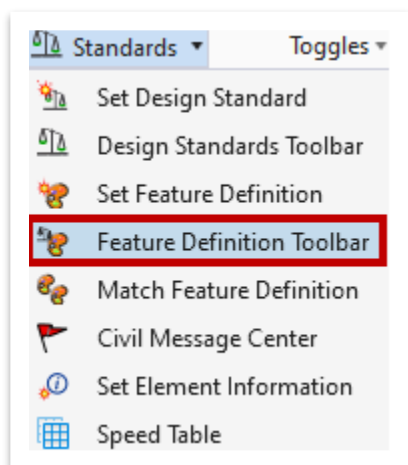 Standards Toggles
Set Design Standard
Design Standards Toolbar
Set Feature Definition
Feature Definition Toolbar
Match Feature Definition
Civil Message Center
Set Element Information
Speed Table